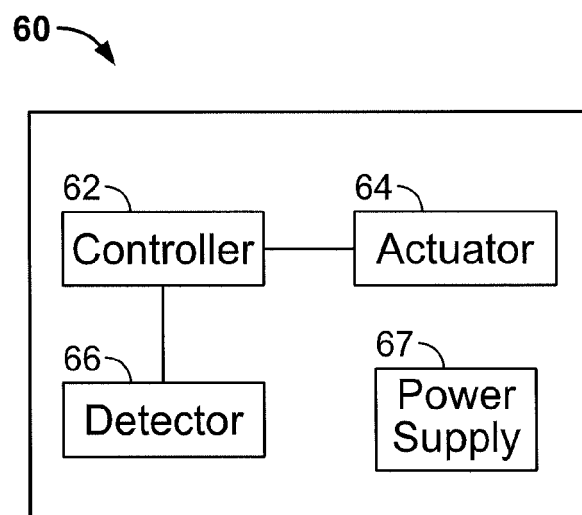 60
62
Controller
64
Actuator
66
Detector
67
Power
Supply